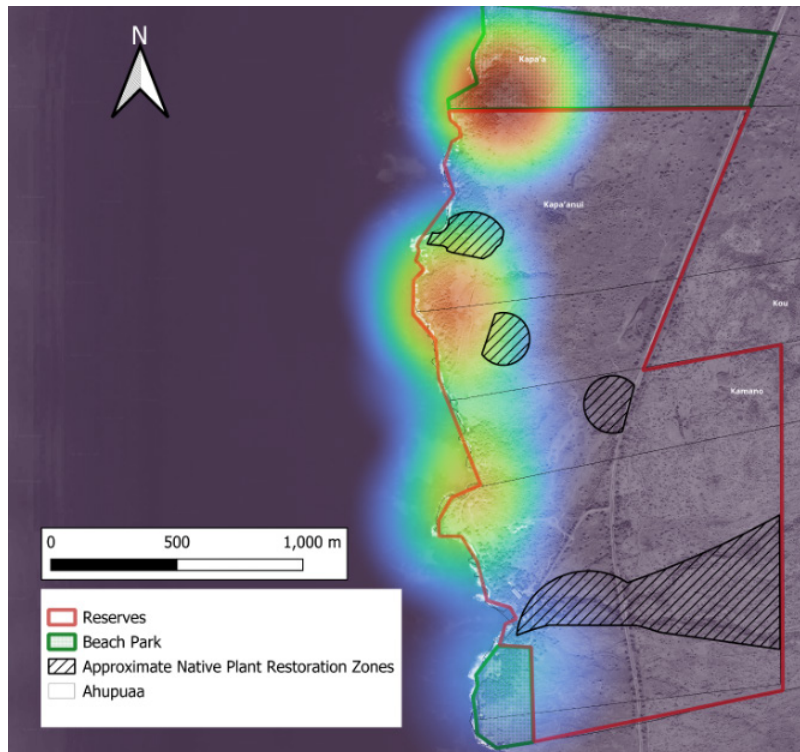 N
Kapa'a
Kapa'anui
Kou
Kamano
0 500 1,000 m
Reserves
Beach Park
Approximate Native Plant Restoration Zones
Ahupuaa